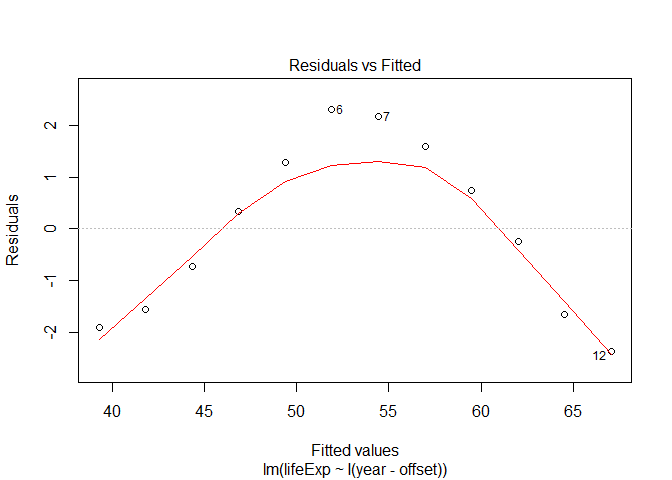 Residuals vs Fitted
Residuals
2
1
0
-1
-2
6
7
12
40 45 50 55 60 65
Fitted values
lm(lifeExp ~ I(year - offset))